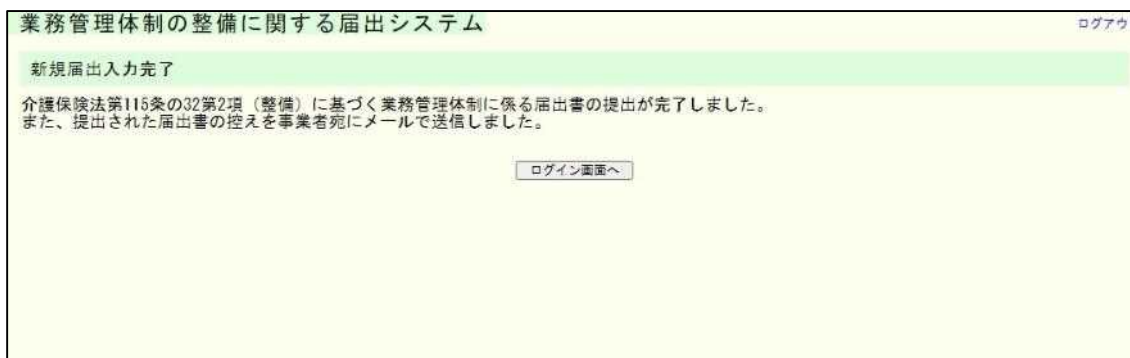 業務管理体制の整備に関する届出システム
ログアウ
新規届出入力完了
介護保険法第115条の32第2項（整備）に基づく業務管理体制に係る届出書の提出が完了しました。
また、提出された届出書の控えを事業者宛にメールで送信しました。
ログイン画面へ